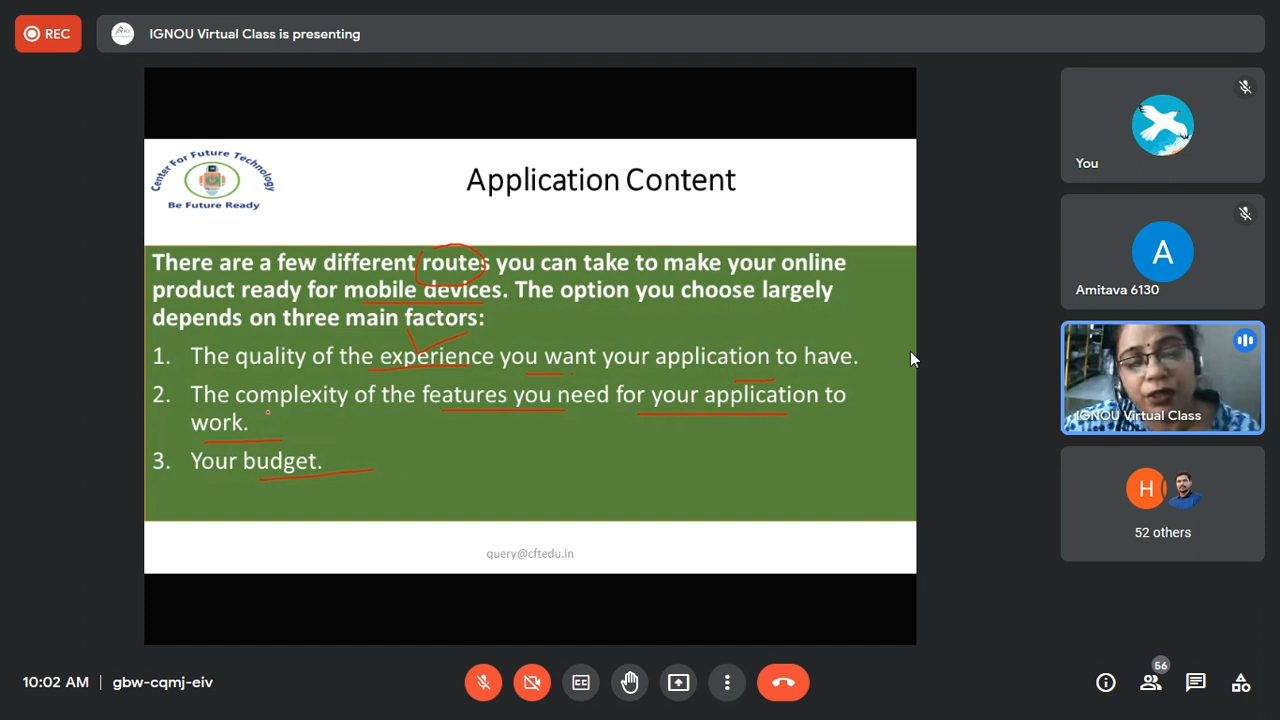 REC
IGNOU Virtual Class is presenting
Center For Future Technology
Be Future Ready
Application Content
There are a few different routes you can take to make your online
product ready for mobile devices. The option you choose largely
depends on three main factors:
1. The quality of the experience you want your application to have.
2. The complexity of the features you need for your application to
work.
3. Your budget.
query@cftedu.in
You
A
Amitava 6130
IGNOU Virtual Class
H
52 others
10:02 AM | gbw-cqmj-eiv
CC
56